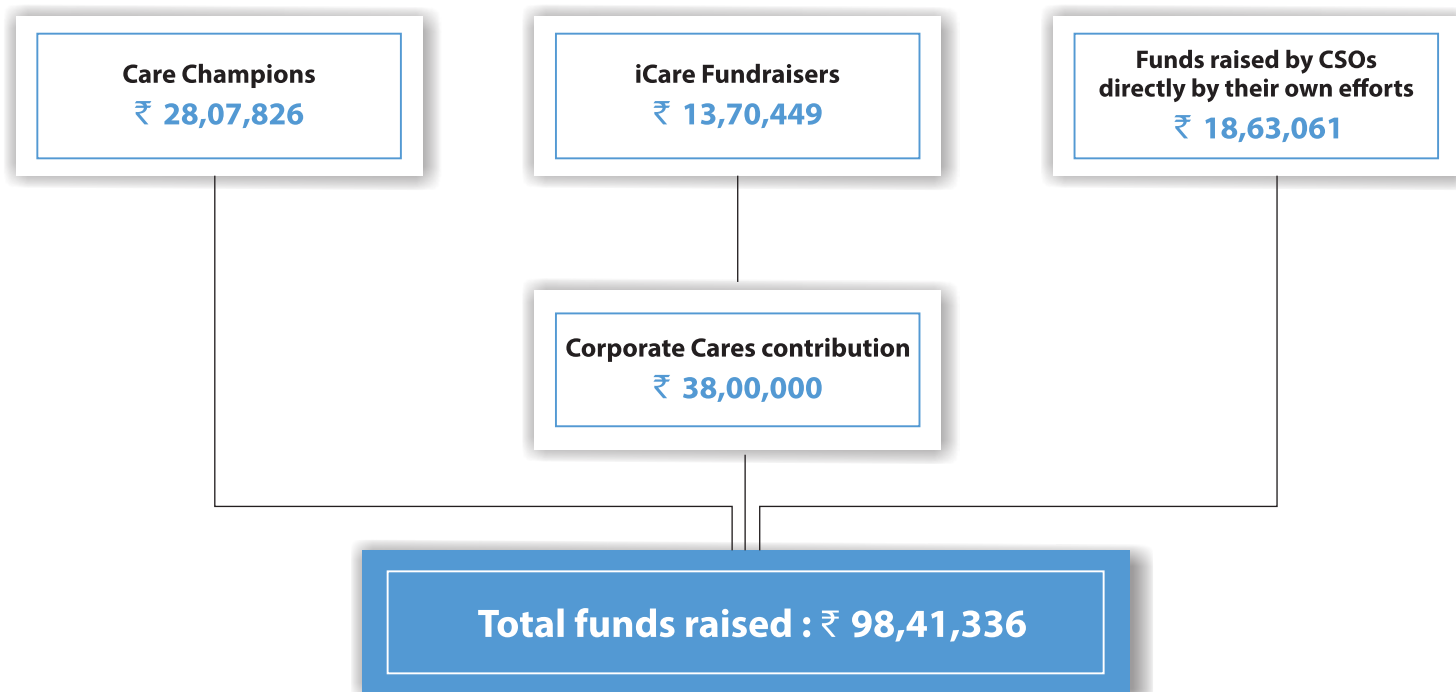 Care Champions
₹ 28,07,826
iCare Fundraisers
₹ 13,70,449
Funds raised by CSOs
directly by their own efforts
₹ 18,63,061
Corporate Cares contribution
₹ 38,00,000
Total funds raised : ₹ 98,41,336